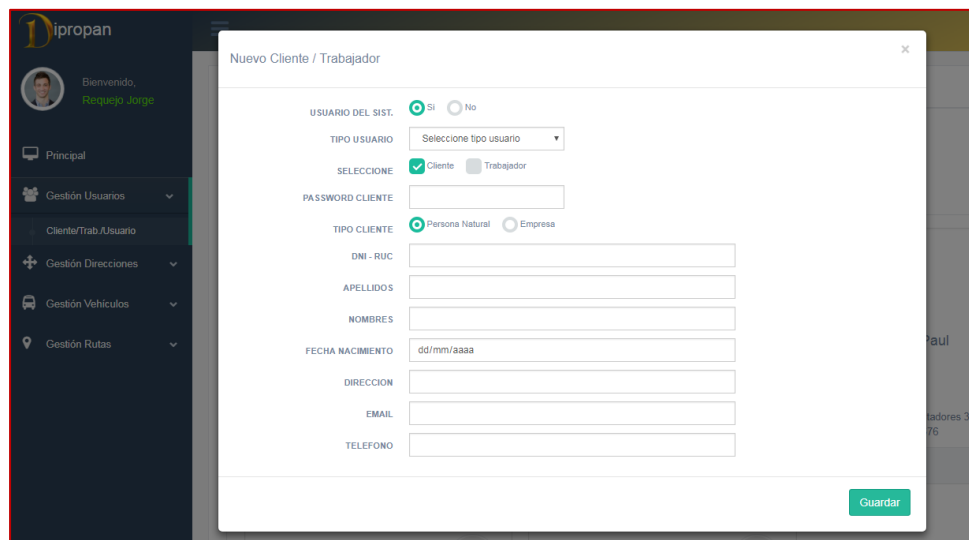 Dipropan
Bienvenido,
Requejo Jorge
Principal
Gestión Usuarios
Cliente/Trab./Usuario
Gestión Direcciones
Gestión Vehículos
Gestión Rutas
Nuevo Cliente / Trabajador
×
USUARIO DEL SIST. Si No
TIPO USUARIO Seleccione tipo usuario
SELECCIONE Cliente Trabajador
PASSWORD CLIENTE
TIPO CLIENTE Persona Natural Empresa
DNI - RUC
APELLIDOS
NOMBRES
FECHA NACIMIENTO dd/mm/aaaa
DIRECCION
EMAIL
TELEFONO
Guardar
Paul
tadores 3
76